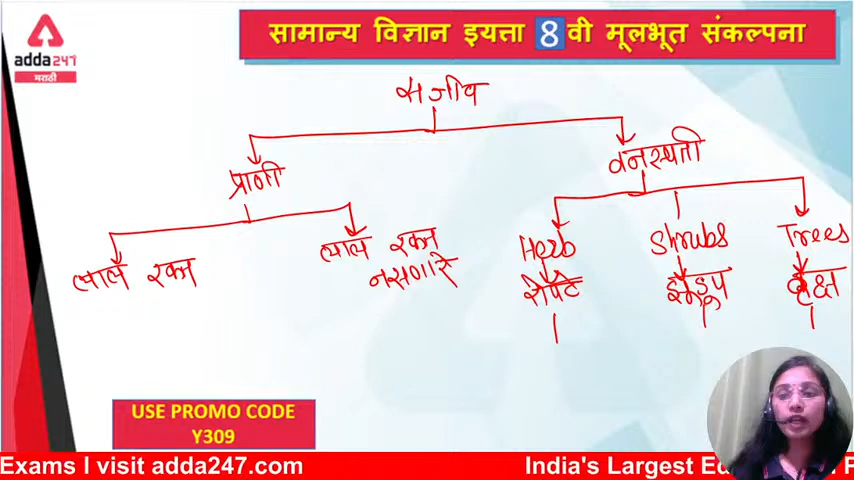 सामान्य विज्ञान इयत्ता 8 वी मूलभूत संकल्पना
adda247
मराठी
सजीव
प्राणी
वनस्पती
लाल रक्त
लाल रक्त
नसणारे
Herb
Shrubs
Trees
रोपटे
झुडूप
वृक्ष
USE PROMO CODE
Y309
Exams I visit adda247.com
India's Largest Ed